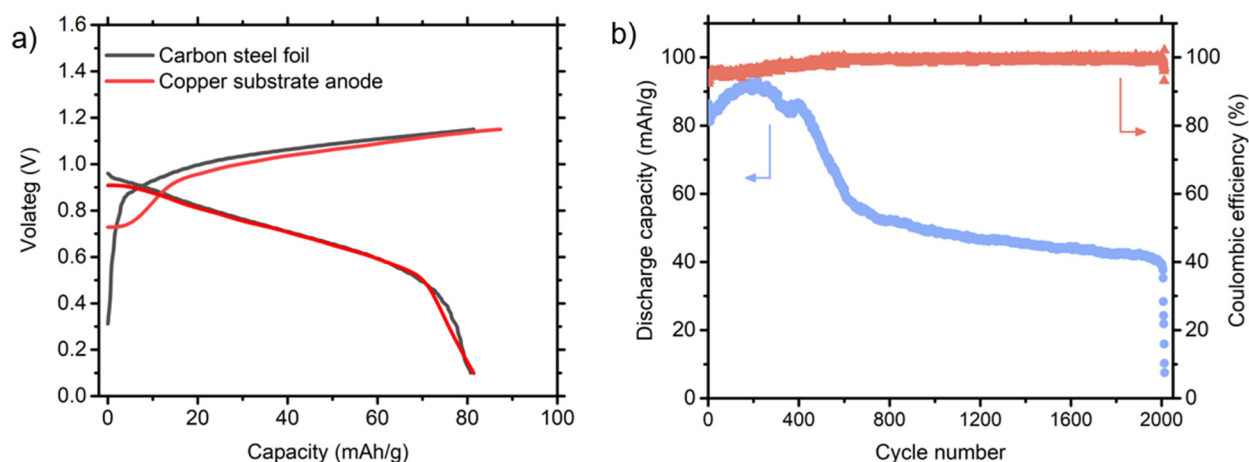 a)
1.6
1.4
1.2
1.0
0.8
0.6
0.4
0.2
0.0
Volateg (V)
Carbon steel foil
Copper substrate anode
0 20 40 60 80 100
Capacity (mAh/g)
b)
100
80
60
40
20
0
Discharge capacity (mAh/g)
100
80
60
40
20
0
Coulombic efficiency (%)
0 400 800 1200 1600 2000
Cycle number